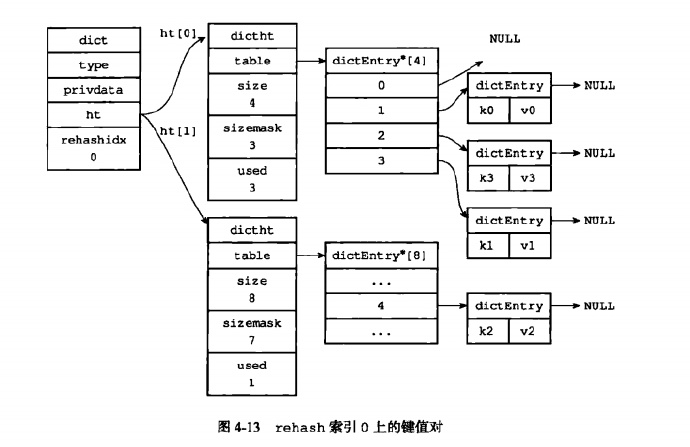 dict
type
privdata
ht
rehashidx
0
ht[0]
ht[1]
dictht
table
size
4
sizemask
3
used
3
dictEntry*[4]
0
1
2
3
NULL
dictEntry
k0 v0
NULL
dictEntry
k3 v3
NULL
dictEntry
k1 v1
NULL
dictht
table
size
8
sizemask
7
used
1
dictEntry*[8]
...
4
...
dictEntry
k2 v2
NULL
图 4-13 rehash 索引 0 上的键值对